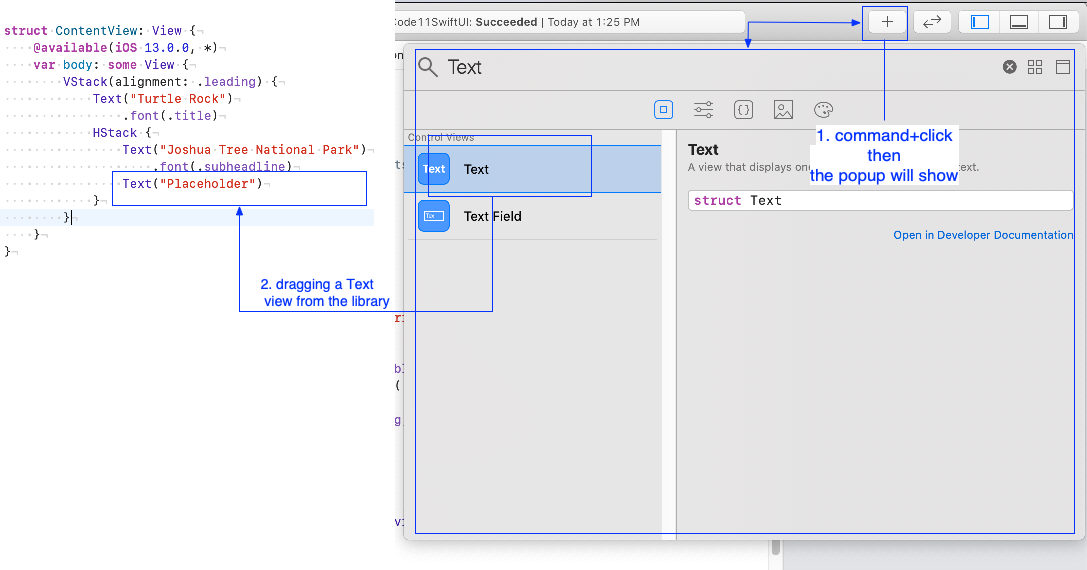 struct ContentView: View {
@available(iOS 13.0.0, *)
var body: some View {
VStack(alignment: .leading) {
Text("Turtle Rock")
.font(.title)
HStack {
Text("Joshua Tree National Park")
.font(.subheadline)
Text("Placeholder")
}
}
}
}
2. dragging a Text
view from the library
Code11SwiftUI: Succeeded | Today at 1:25 PM
Text
Control Views
Text
Text
Text Field
1. command+click
then
the popup will show
Text
A view that displays one text.
struct Text
Open in Developer Documentation